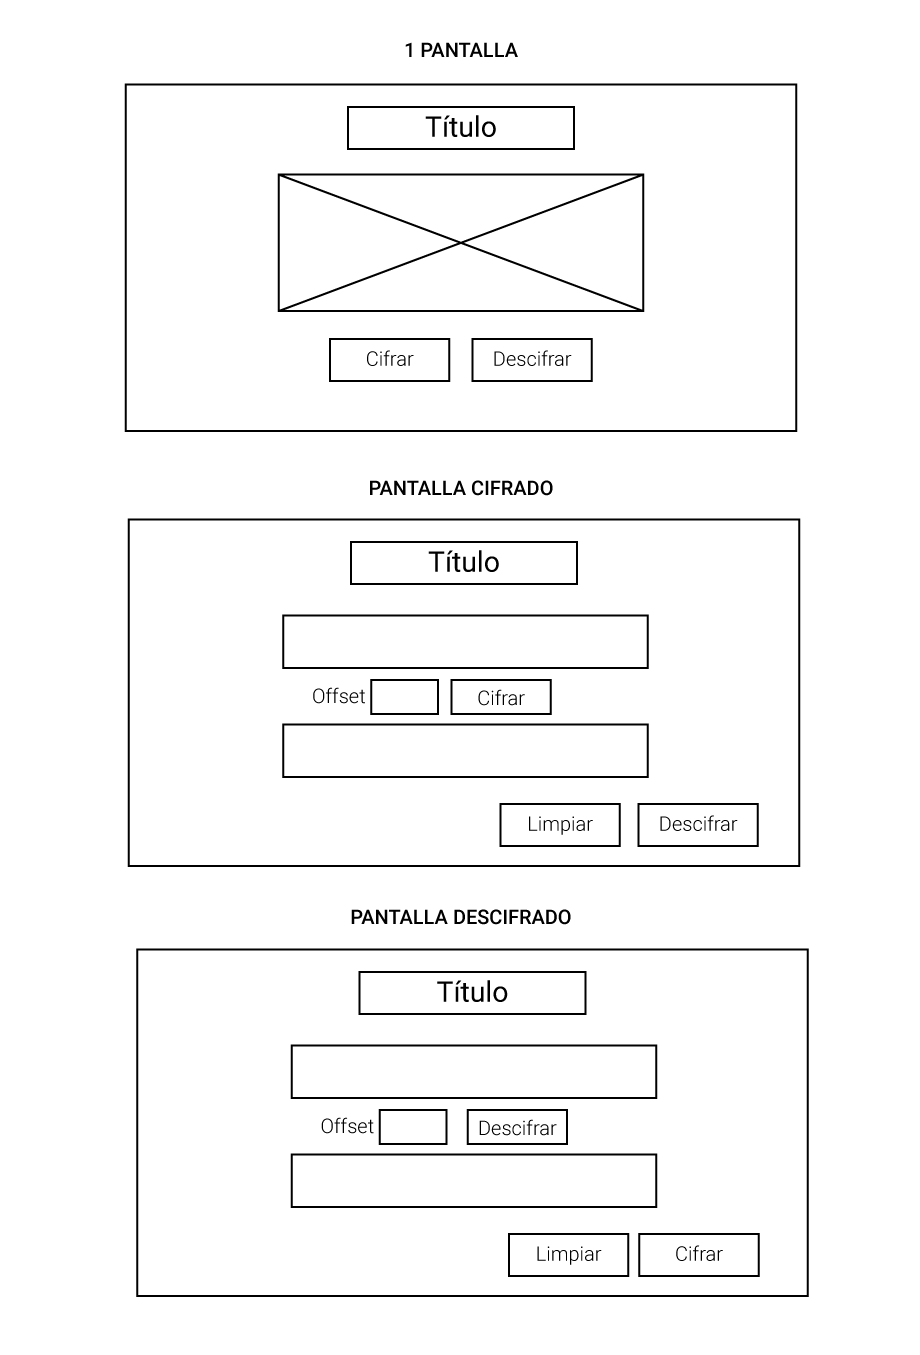 1 PANTALLA
Título
Cifrar Descifrar
PANTALLA CIFRADO
Título
Offset Cifrar
Limpiar Descifrar
PANTALLA DESCIFRADO
Título
Offset Descifrar
Limpiar Cifrar